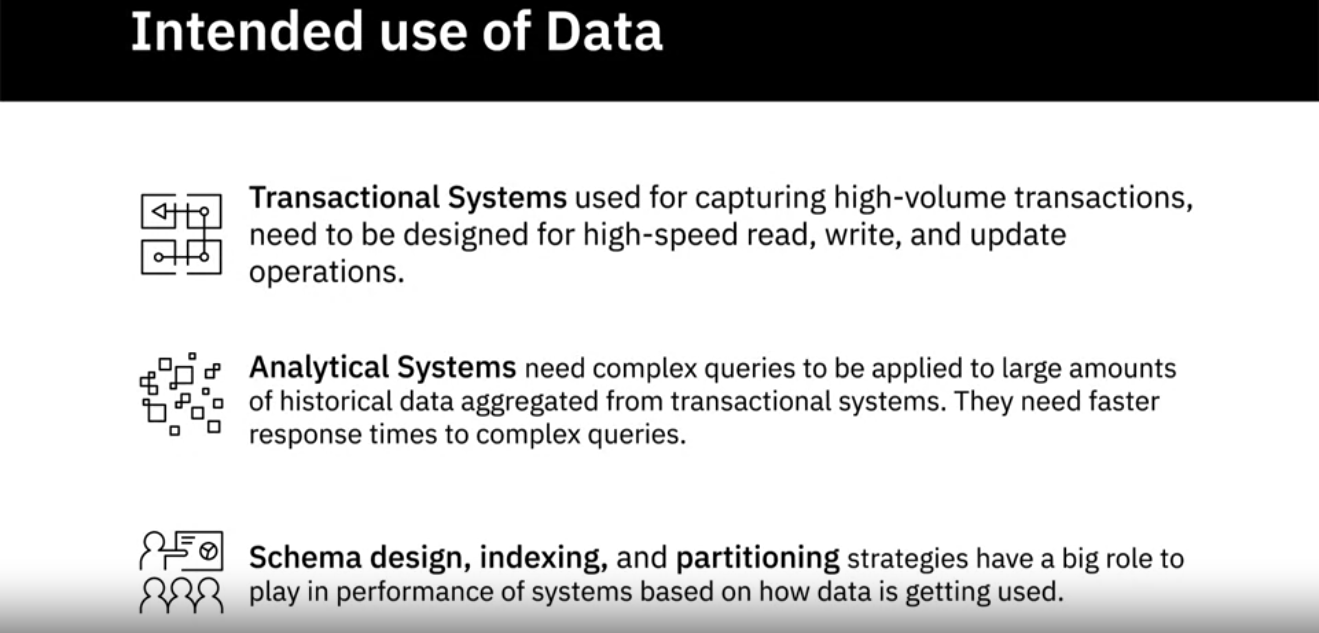 Intended use of Data
Transactional Systems used for capturing high-volume transactions,
need to be designed for high-speed read, write, and update
operations.
Analytical Systems need complex queries to be applied to large amounts
of historical data aggregated from transactional systems. They need faster
response times to complex queries.
Schema design, indexing, and partitioning strategies have a big role to
play in performance of systems based on how data is getting used.